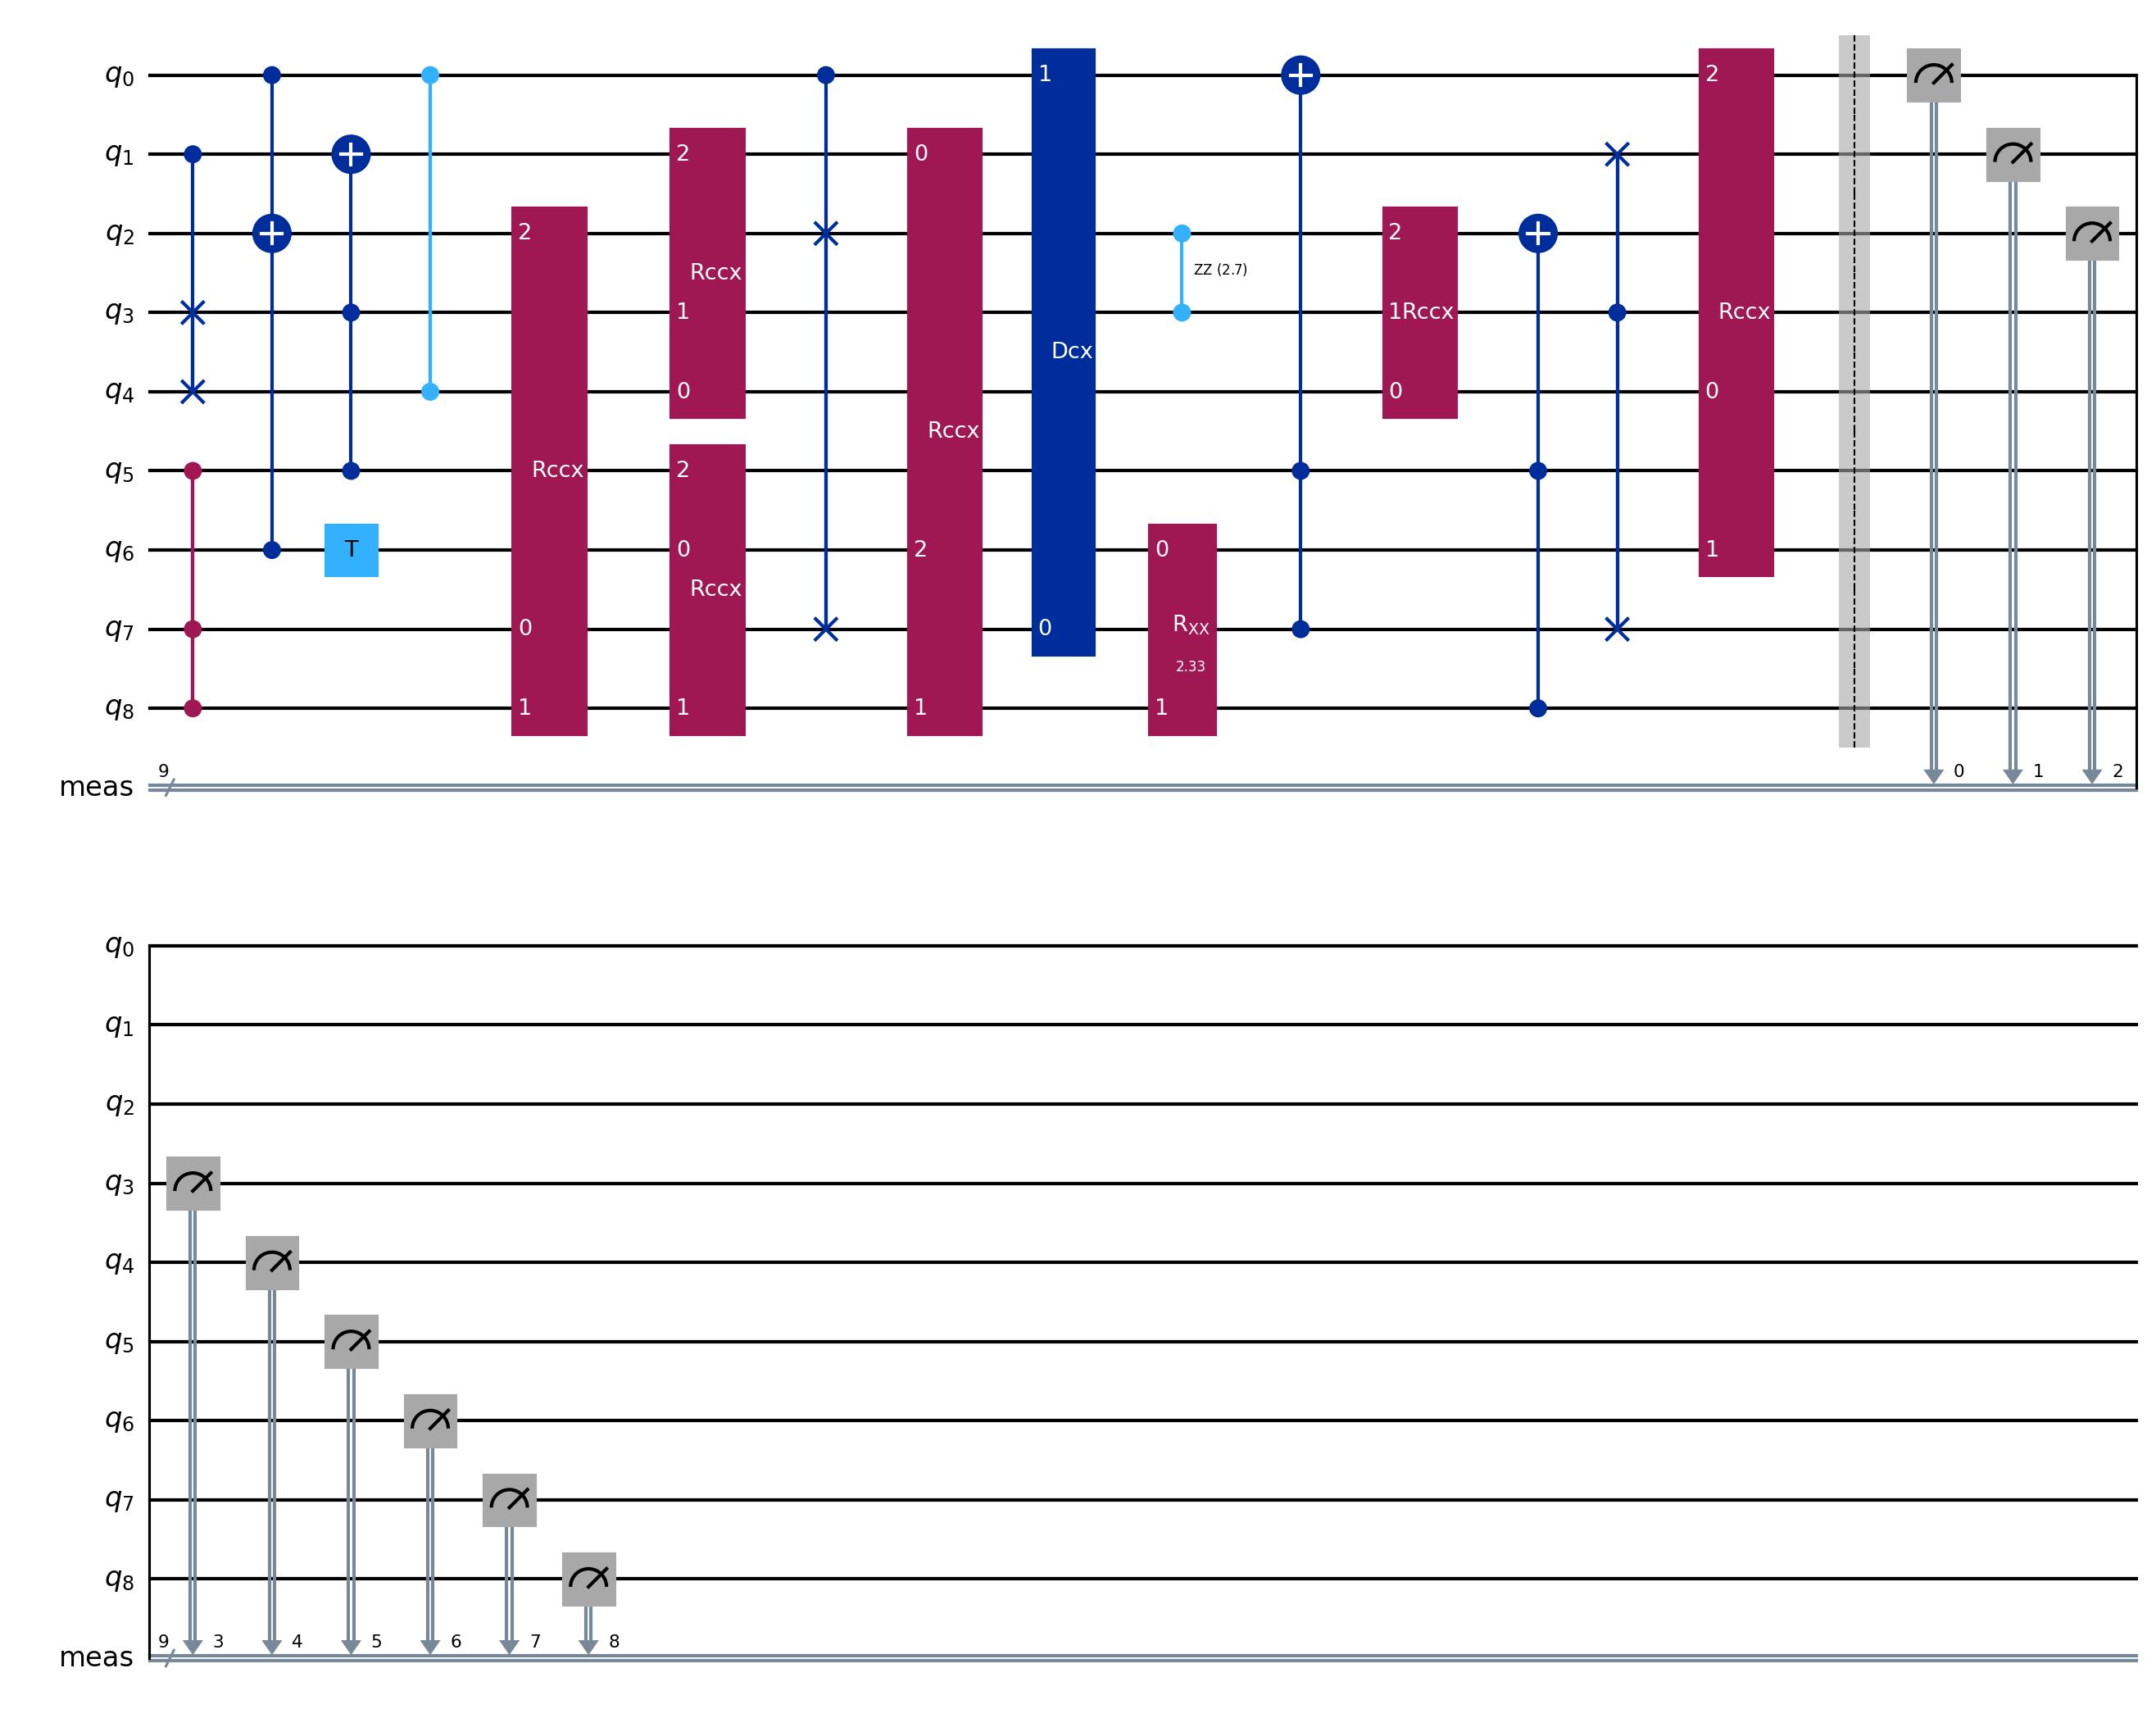 q0 1 2
q1 2 0
q2 2 2
Rccx ZZ (2.7)
q3 1 1Rccx Rccx
Dcx
q4 0 0 0
Rccx
q5 Rccx 2
q6 T 0 2 0 1
Rccx
q7 0 0 RXX
2.33
q8 1 1 1 1
9 0 1 2
meas
q0
q1
q2
q3
q4
q5
q6
q7
q8
9 3 4 5 6 7 8
meas